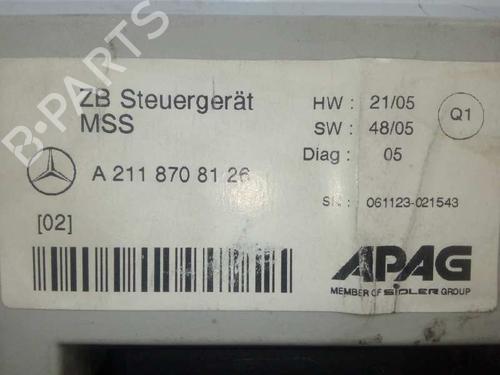 ZB Steuergerät
MSS
HW : 21/05
SW : 48/05
Diag : 05
Q1
A 211 870 81 26
SN : 061123-021543
[02]
APAG
MEMBER OF SIDLER GROUP
B-PARTS